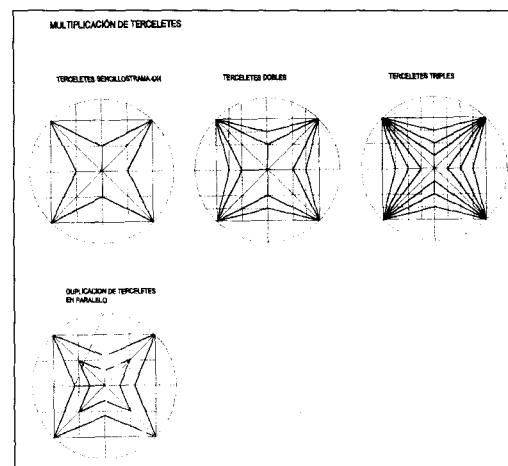 MULTIPLICACIÓN DE TERCELETES
TERCELETES SENCILLOS TRAMA 4X4
TERCELETES DOBLES
TERCELETES TRIPLES
DUPLICACION DE TERCELETES
EN PARALELO